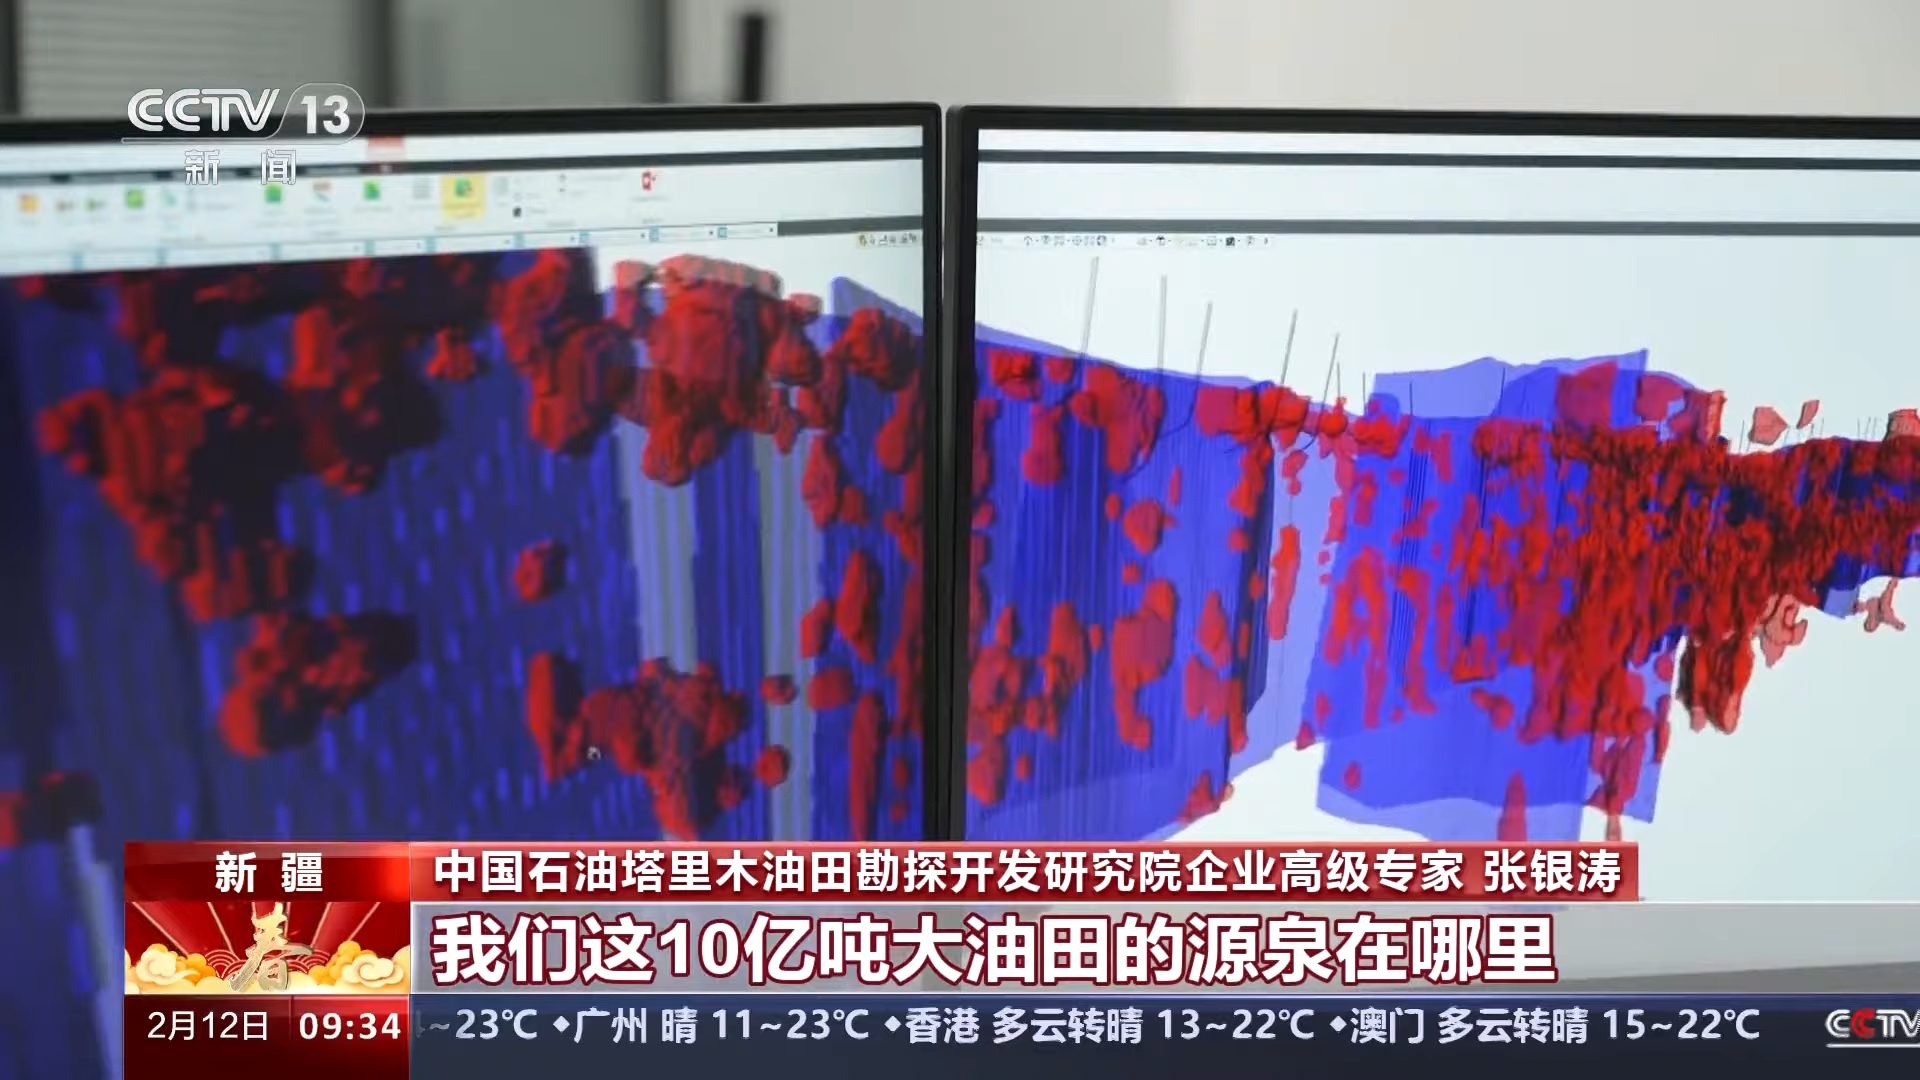 CCTV 13
新闻
新疆
中国石油塔里木油田勘探开发研究院企业高级专家 张银涛
我们这10亿吨大油田的源泉在哪里
春
2月12日 09:34
~23℃ ◆广州 晴 11~23℃ ◆香港 多云转晴 13~22℃ ◆澳门 多云转晴 15~22℃
CCTV